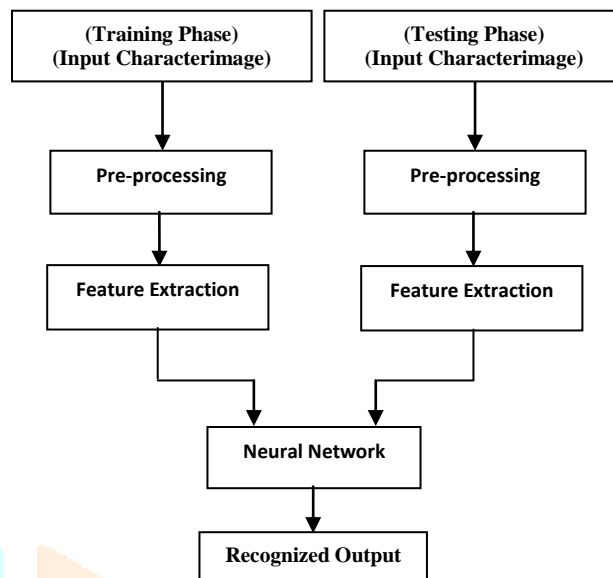 (Training Phase)
(Input Characterimage)
(Testing Phase)
(Input Characterimage)
Pre-processing
Pre-processing
Feature Extraction
Feature Extraction
Neural Network
Recognized Output